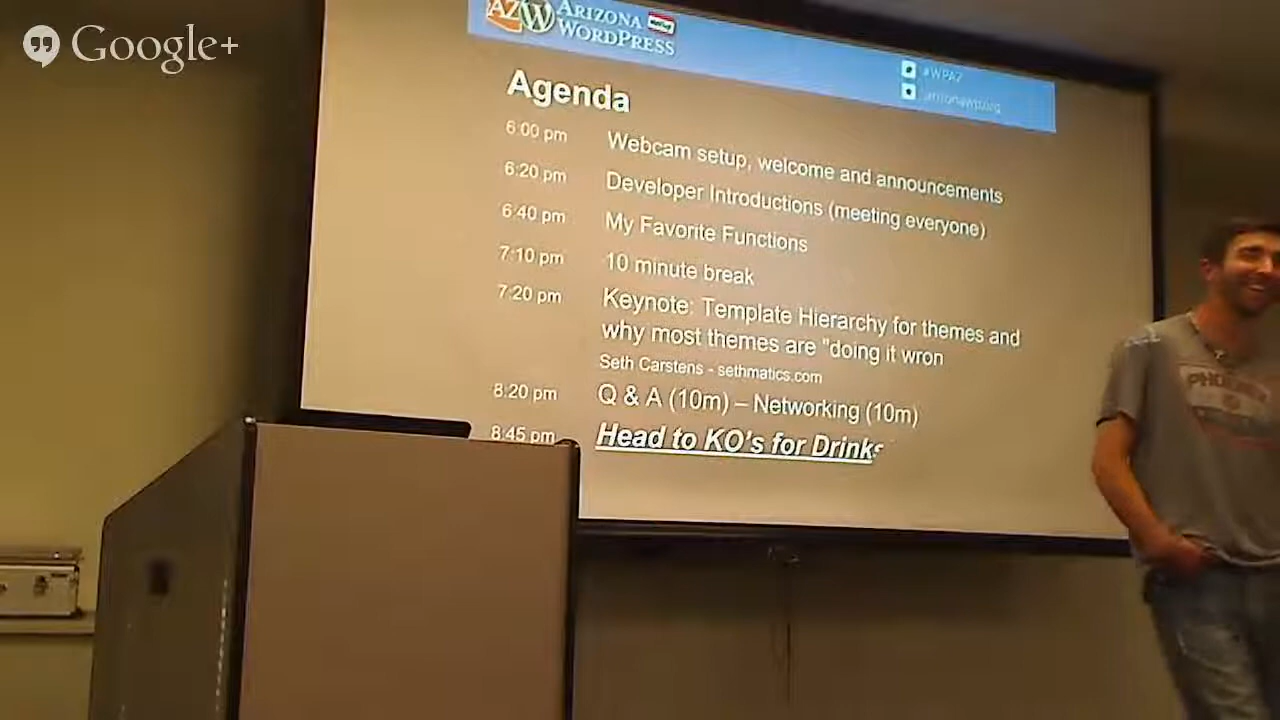 Google+
AZW ARIZONA
WORDPRESS
#WPAZ
Agenda
6:00 pm Webcam setup, welcome and announcements
6:20 pm Developer Introductions (meeting everyone)
6:40 pm My Favorite Functions
7:10 pm 10 minute break
7:20 pm Keynote: Template Hierarchy for themes and
why most themes are "doing it wron
Seth Carstens - sethmatics.com
8:20 pm Q & A (10m) – Networking (10m)
8:45 pm Head to KO's for Drinks